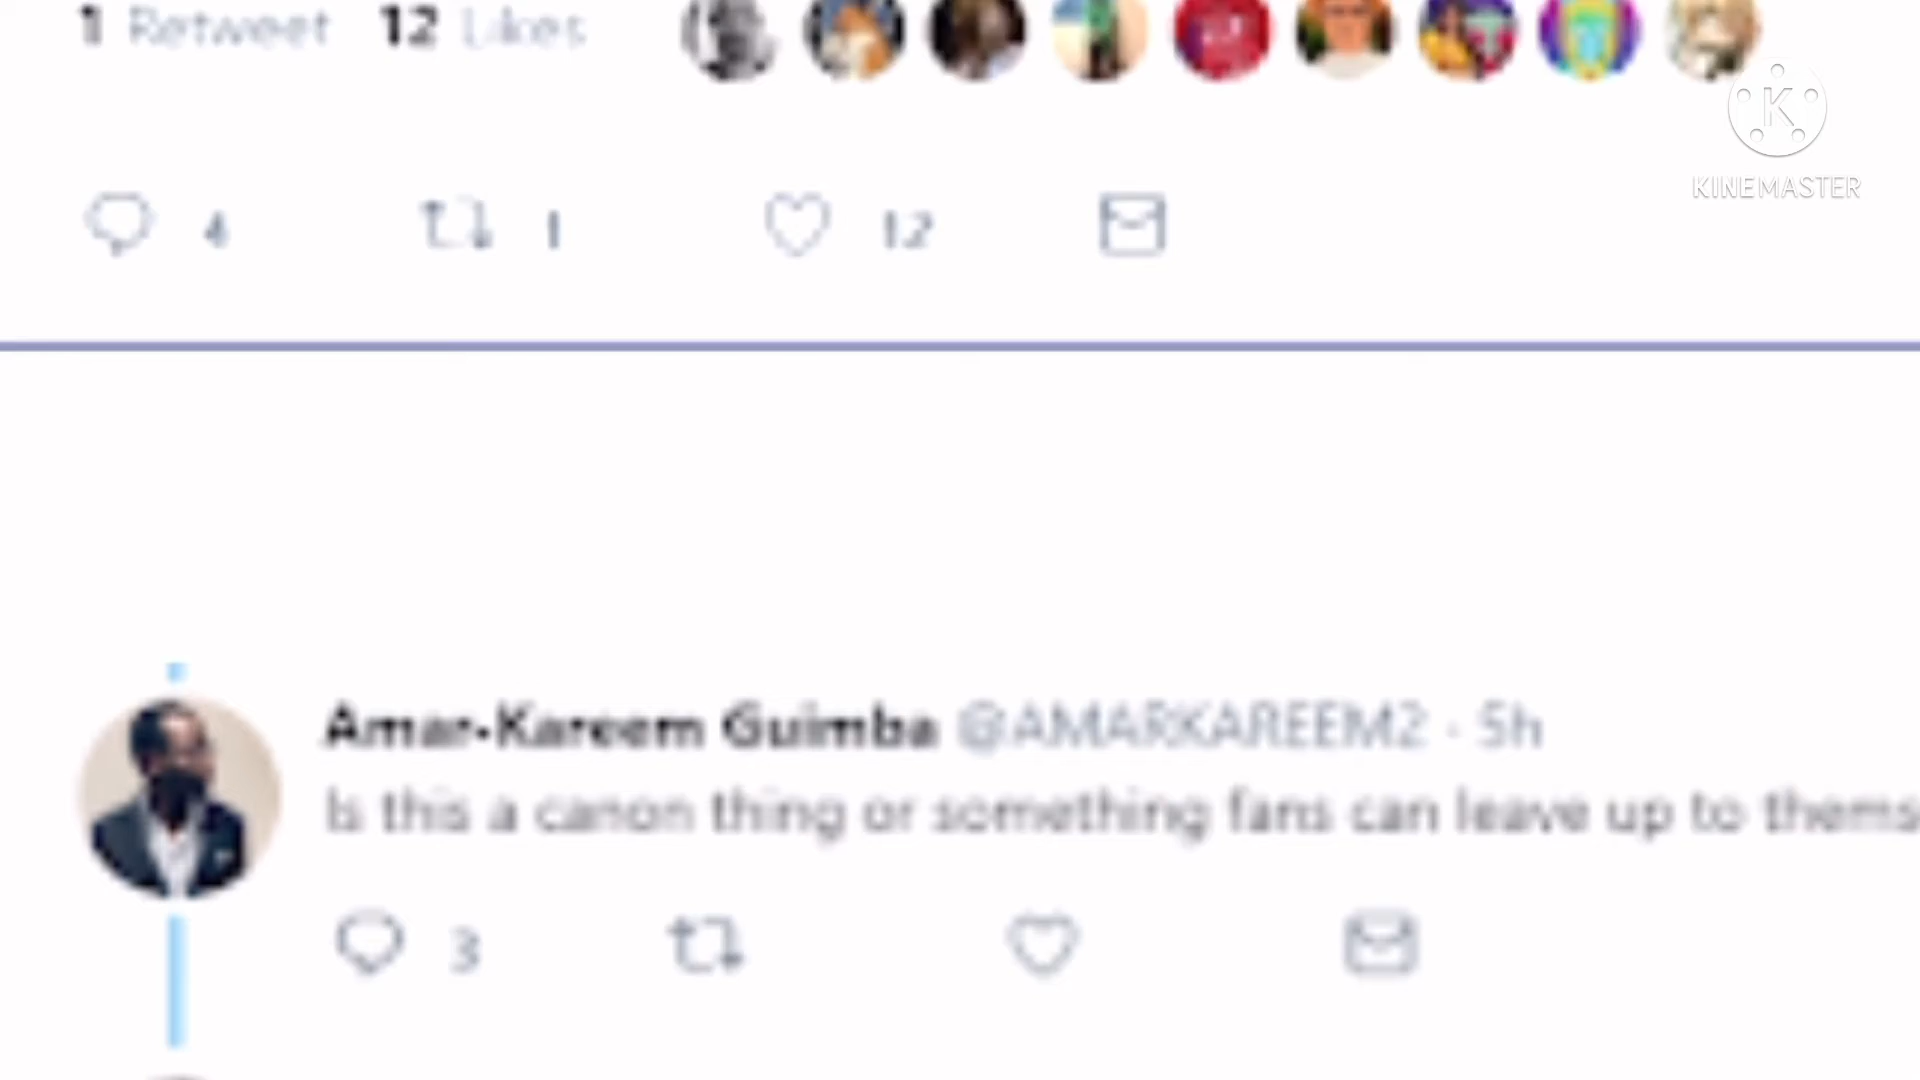 1 Retweet 12 Likes
KINEMASTER
4 1 12
Amar-Kareem Guimba @AMARKAREEM2 · 5h
Is this a canon thing or something fans can leave up to thems
3